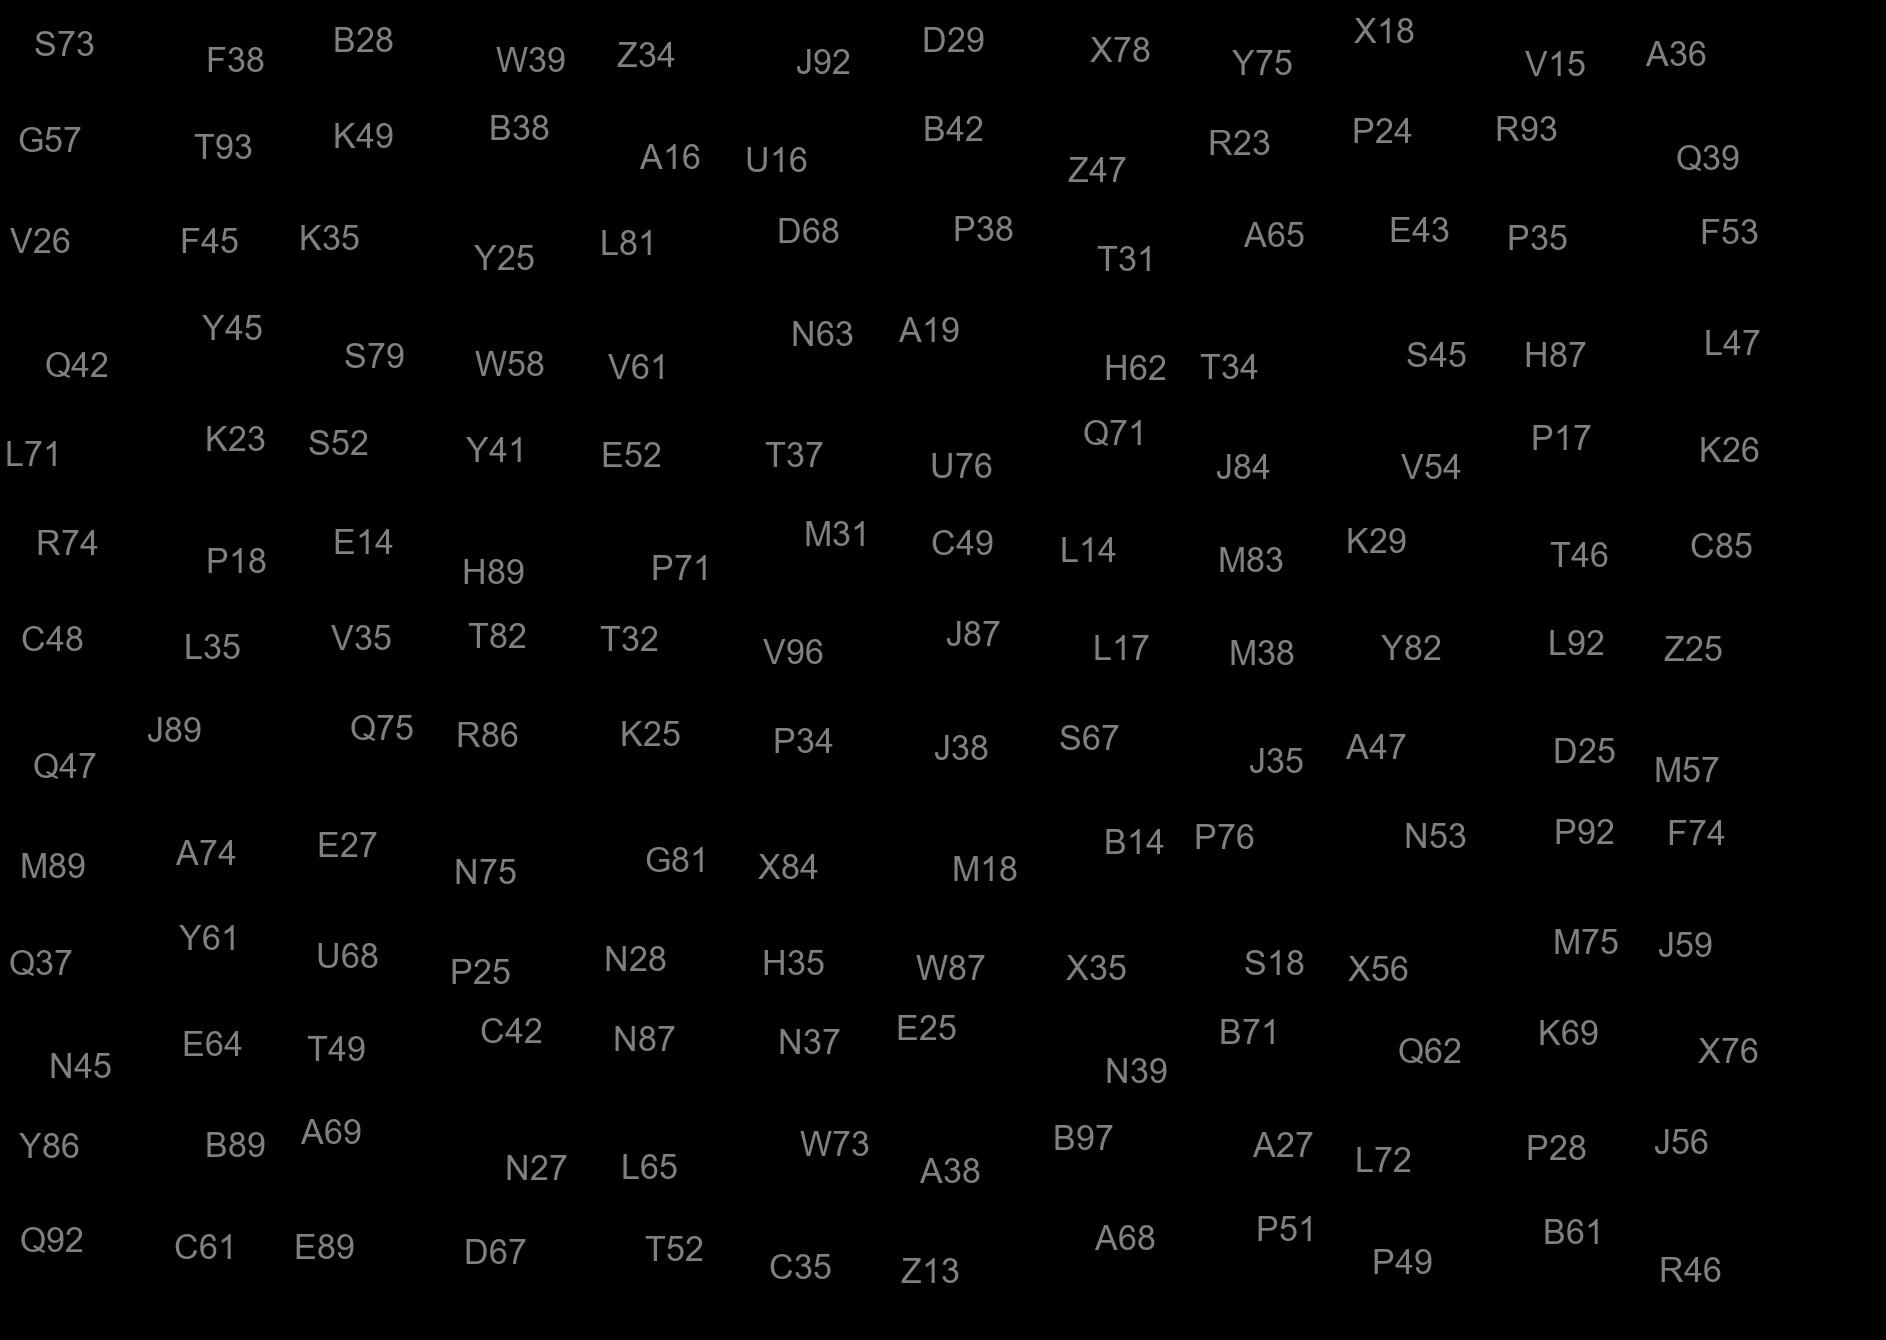 S73 F38 B28 W39 Z34 J92 D29 X78 Y75 X18 V15 A36
G57 T93 K49 B38 A16 U16 B42 Z47 R23 P24 R93 Q39
V26 F45 K35 Y25 L81 D68 P38 T31 A65 E43 P35 F53
Q42 Y45 S79 W58 V61 N63 A19 H62 T34 S45 H87 L47
L71 K23 S52 Y41 E52 T37 U76 Q71 J84 V54 P17 K26
R74 P18 E14 H89 P71 M31 C49 L14 M83 K29 T46 C85
C48 L35 V35 T82 T32 V96 J87 L17 M38 Y82 L92 Z25
Q47 J89 Q75 R86 K25 P34 J38 S67 J35 A47 D25 M57
M89 A74 E27 N75 G81 X84 M18 B14 P76 N53 P92 F74
Q37 Y61 U68 P25 N28 H35 W87 X35 S18 X56 M75 J59
N45 E64 T49 C42 N87 N37 E25 N39 B71 Q62 K69 X76
Y86 B89 A69 N27 L65 W73 A38 B97 A27 L72 P28 J56
Q92 C61 E89 D67 T52 C35 Z13 A68 P51 P49 B61 R46